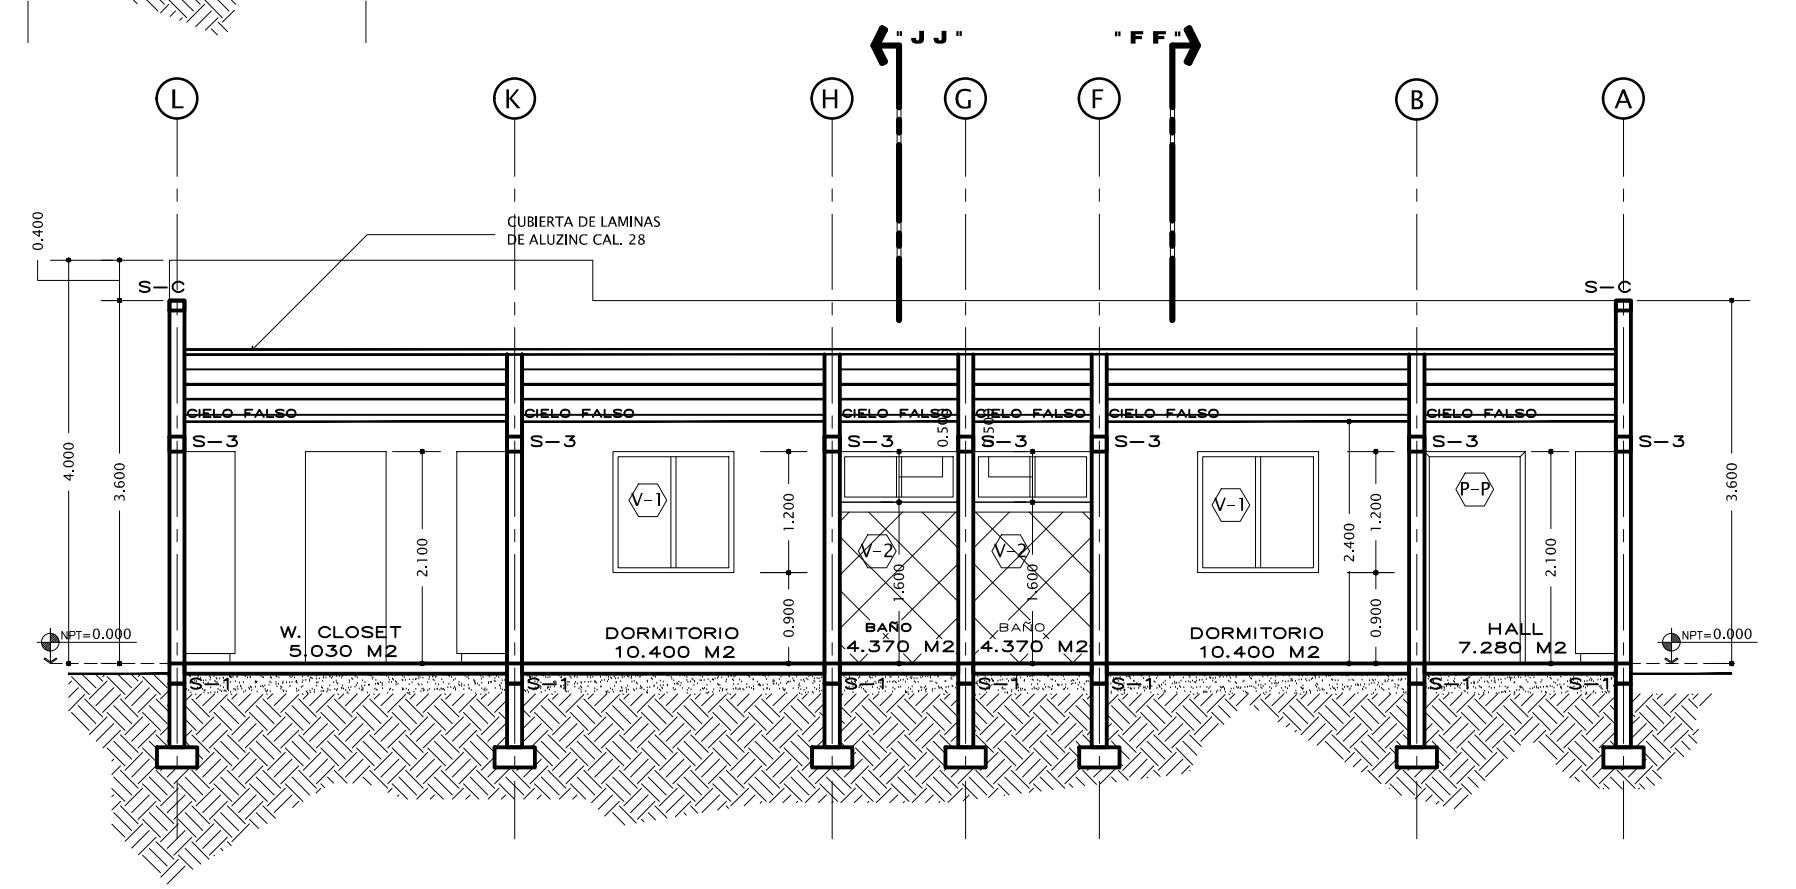 "JJ"
"FF"
L
K
H
G
F
B
A
0.400
CUBIERTA DE LAMINAS
DE ALUZINC CAL. 28
S-C
S-C
CIELO FALSO
CIELO FALSO
CIELO FALSO
CIELO FALSO
CIELO FALSO
CIELO FALSO
0.50
0.50
S-3
S-3
S-3
S-3
S-3
S-3
S-3
4.000
3.600
2.100
V-1
1.200
0.900
V-2
1.600
V-2
1.600
V-1
2.400
1.200
0.900
P-P
2.100
3.600
NPT=0.000
W. CLOSET
5.030 M2
DORMITORIO
10.400 M2
BAÑO
4.370 M2
BAÑO
4.370 M2
DORMITORIO
10.400 M2
HALL
7.280 M2
NPT=0.000
S-1
S-1
S-1
S-1
S-1
S-1
S-1